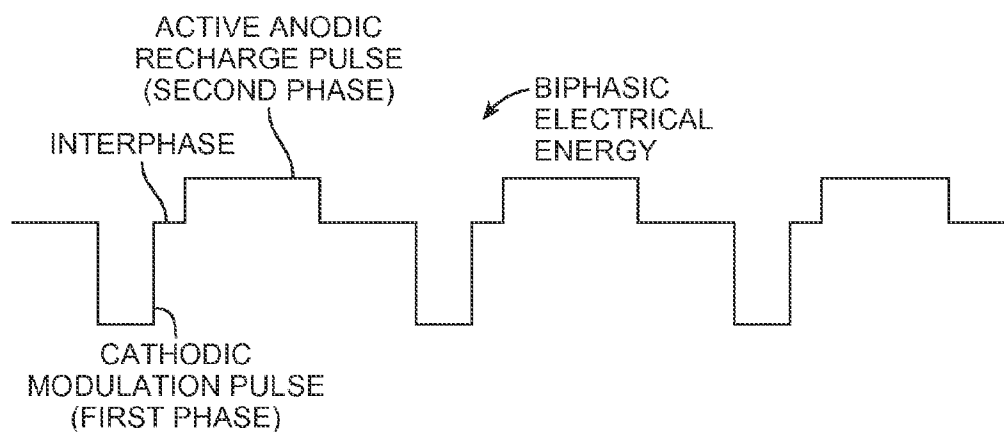 ACTIVE ANODIC
RECHARGE PULSE
(SECOND PHASE)
BIPHASIC
ELECTRICAL
ENERGY
INTERPHASE
CATHODIC
MODULATION PULSE
(FIRST PHASE)